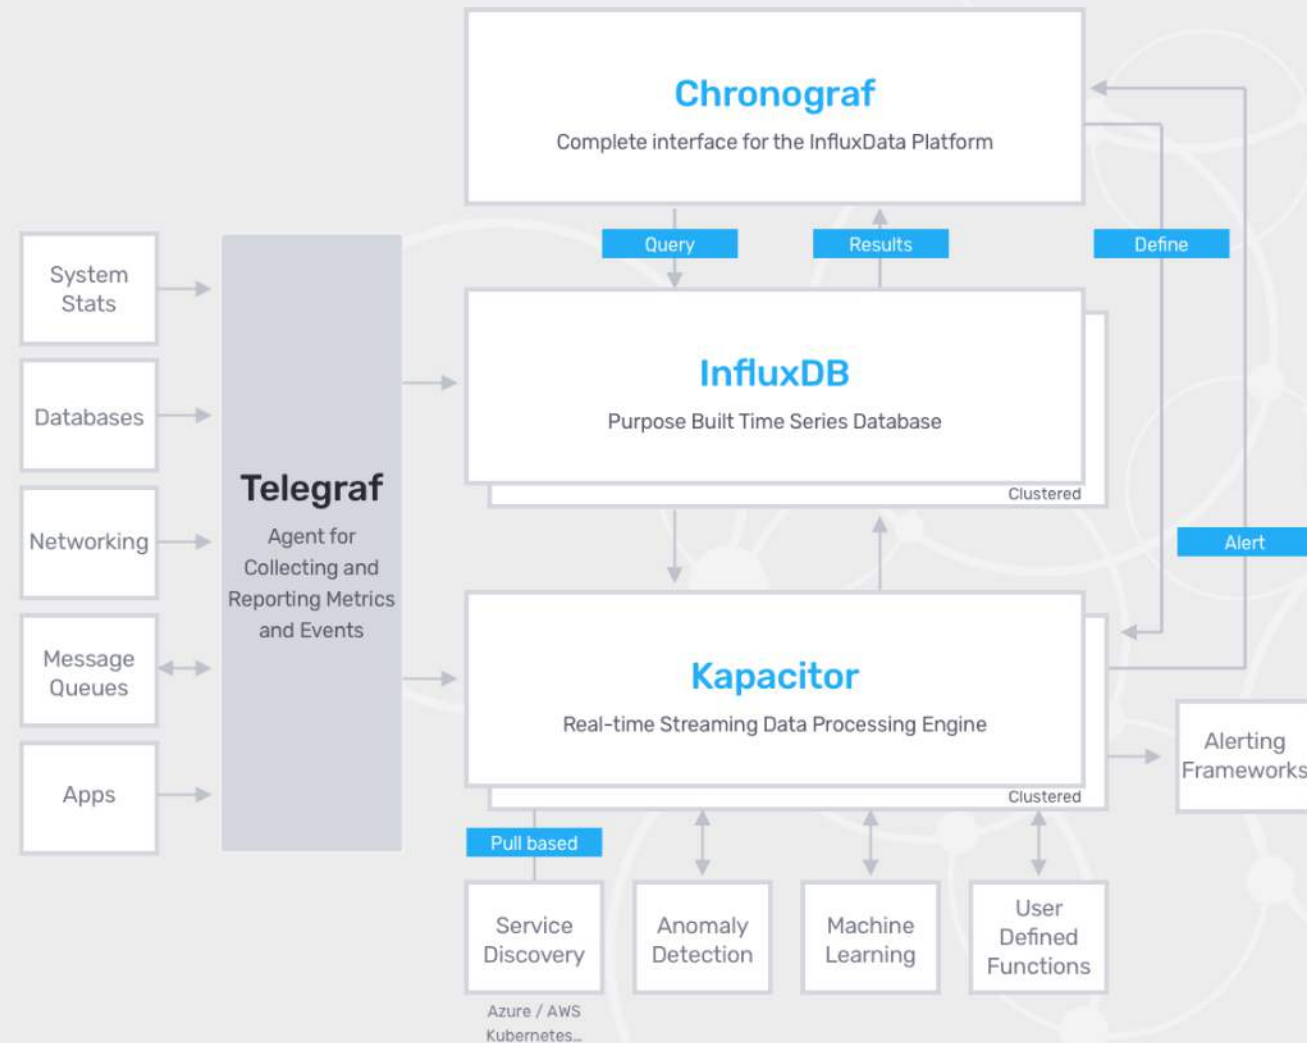 Chronograf
Complete interface for the InfluxData Platform
Query
Results
Define
System
Stats
Databases
Networking
Message
Queues
Apps
Telegraf
Agent for
Collecting and
Reporting Metrics
and Events
InfluxDB
Purpose Built Time Series Database
Clustered
Alert
Kapacitor
Real-time Streaming Data Processing Engine
Clustered
Alerting
Frameworks
Pull based
Service
Discovery
Azure / AWS
Kubernetes...
Anomaly
Detection
Machine
Learning
User
Defined
Functions